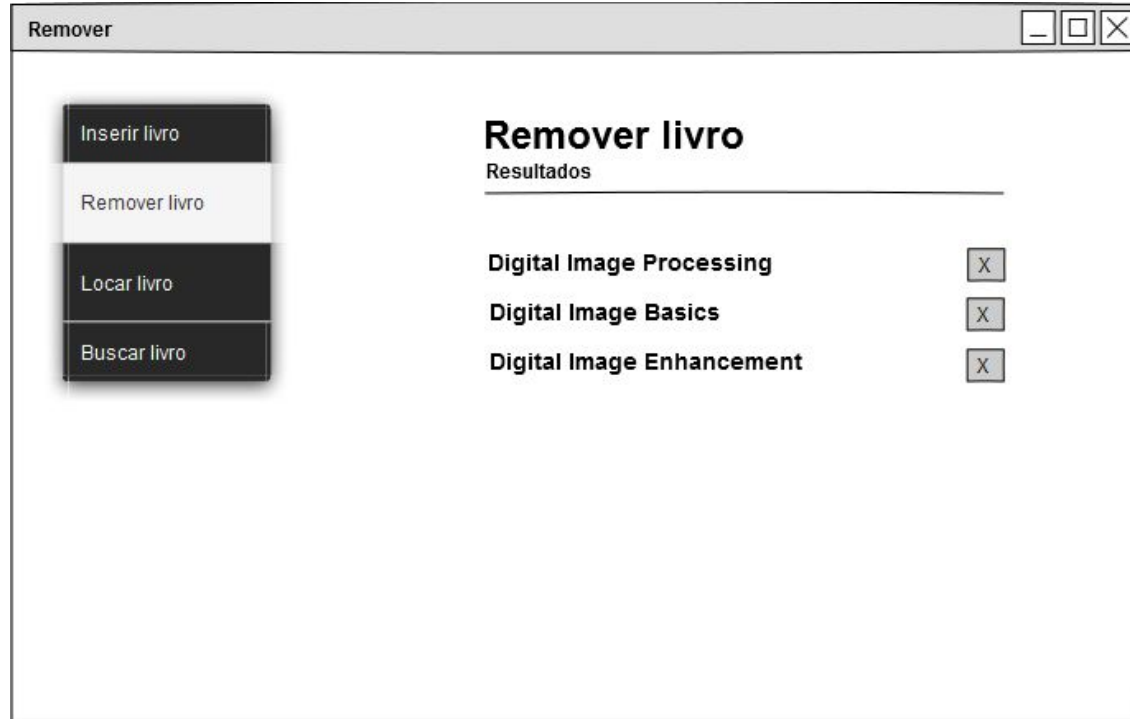 Remover
Inserir livro
Remover livro
Locar livro
Buscar livro
Remover livro
Resultados
Digital Image Processing X
Digital Image Basics X
Digital Image Enhancement X